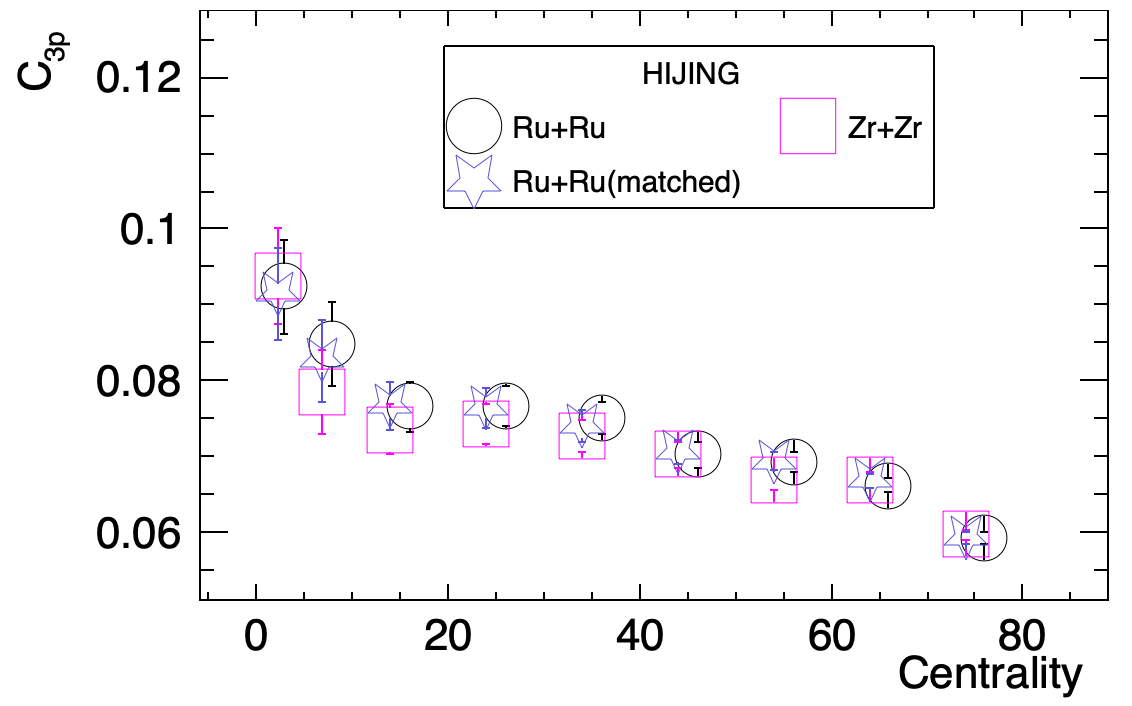 C3p
0.12
0.1
0.08
0.06
HIJING
Ru+Ru
Zr+Zr
Ru+Ru(matched)
0 20 40 60 80
Centrality